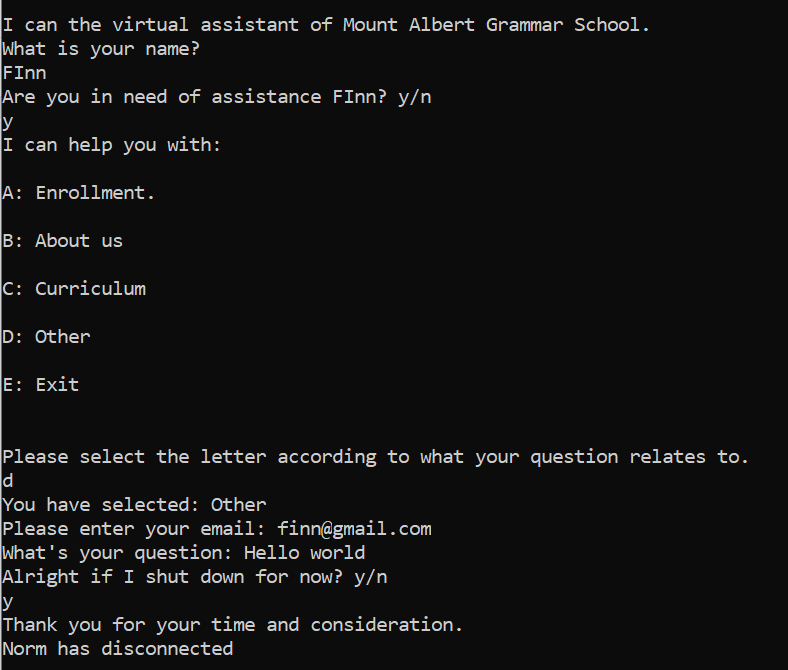 I can the virtual assistant of Mount Albert Grammar School.
What is your name?
FInn
Are you in need of assistance FInn? y/n
y
I can help you with:
A: Enrollment.
B: About us
C: Curriculum
D: Other
E: Exit
Please select the letter according to what your question relates to.
d
You have selected: Other
Please enter your email: finn@gmail.com
What's your question: Hello world
Alright if I shut down for now? y/n
y
Thank you for your time and consideration.
Norm has disconnected